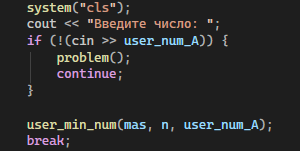 system("cls");
cout << "Введите число: ";
if (!(cin >> user_num_A)) {
problem();
continue;
}
user_min_num(mas, n, user_num_A);
break;